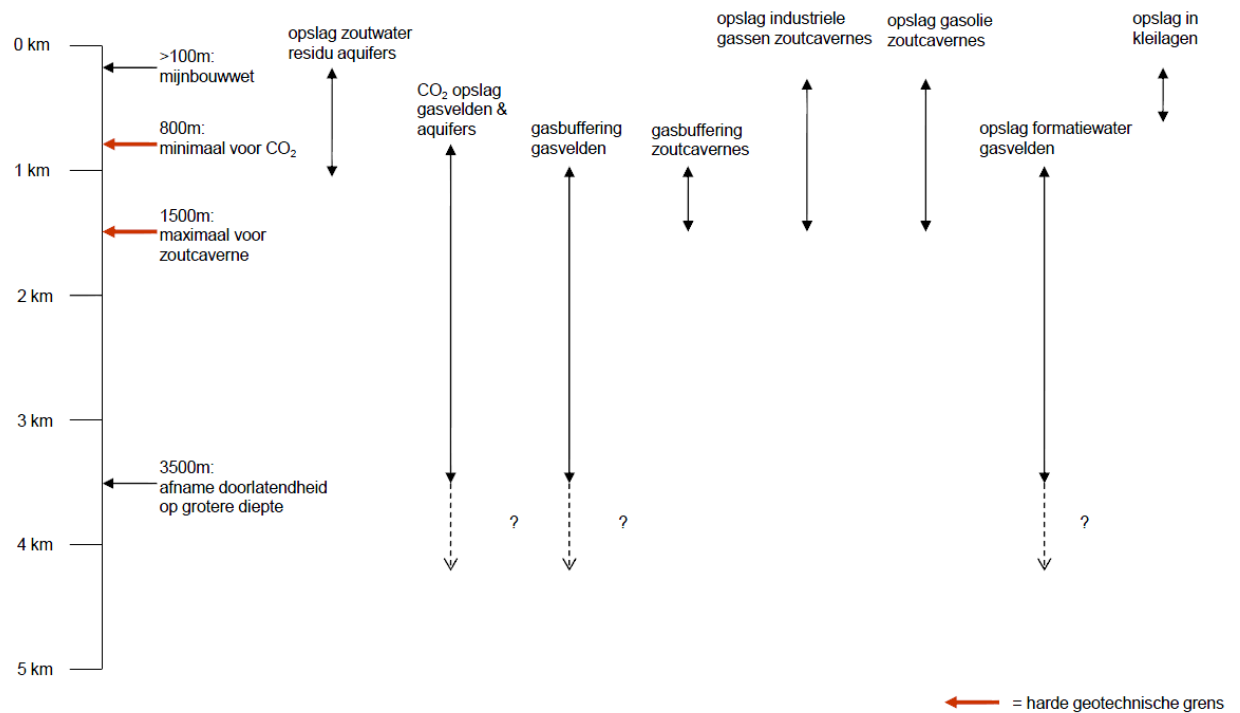 0 km
1 km
2 km
3 km
4 km
5 km
>100m:
mijnbouwwet
800m:
minimaal voor CO₂
1500m:
maximaal voor
zoutcaverne
3500m:
afname doorlatendheid
op grotere diepte
opslag zoutwater
residu aquifers
CO₂ opslag
gasvelden &
aquifers
gasbuffering
gasvelden
gasbuffering
zoutcavernes
opslag industriele
gassen zoutcavernes
opslag gasolie
zoutcavernes
opslag formatiewater
gasvelden
opslag in
kleilagen
?
?
?
= harde geotechnische grens